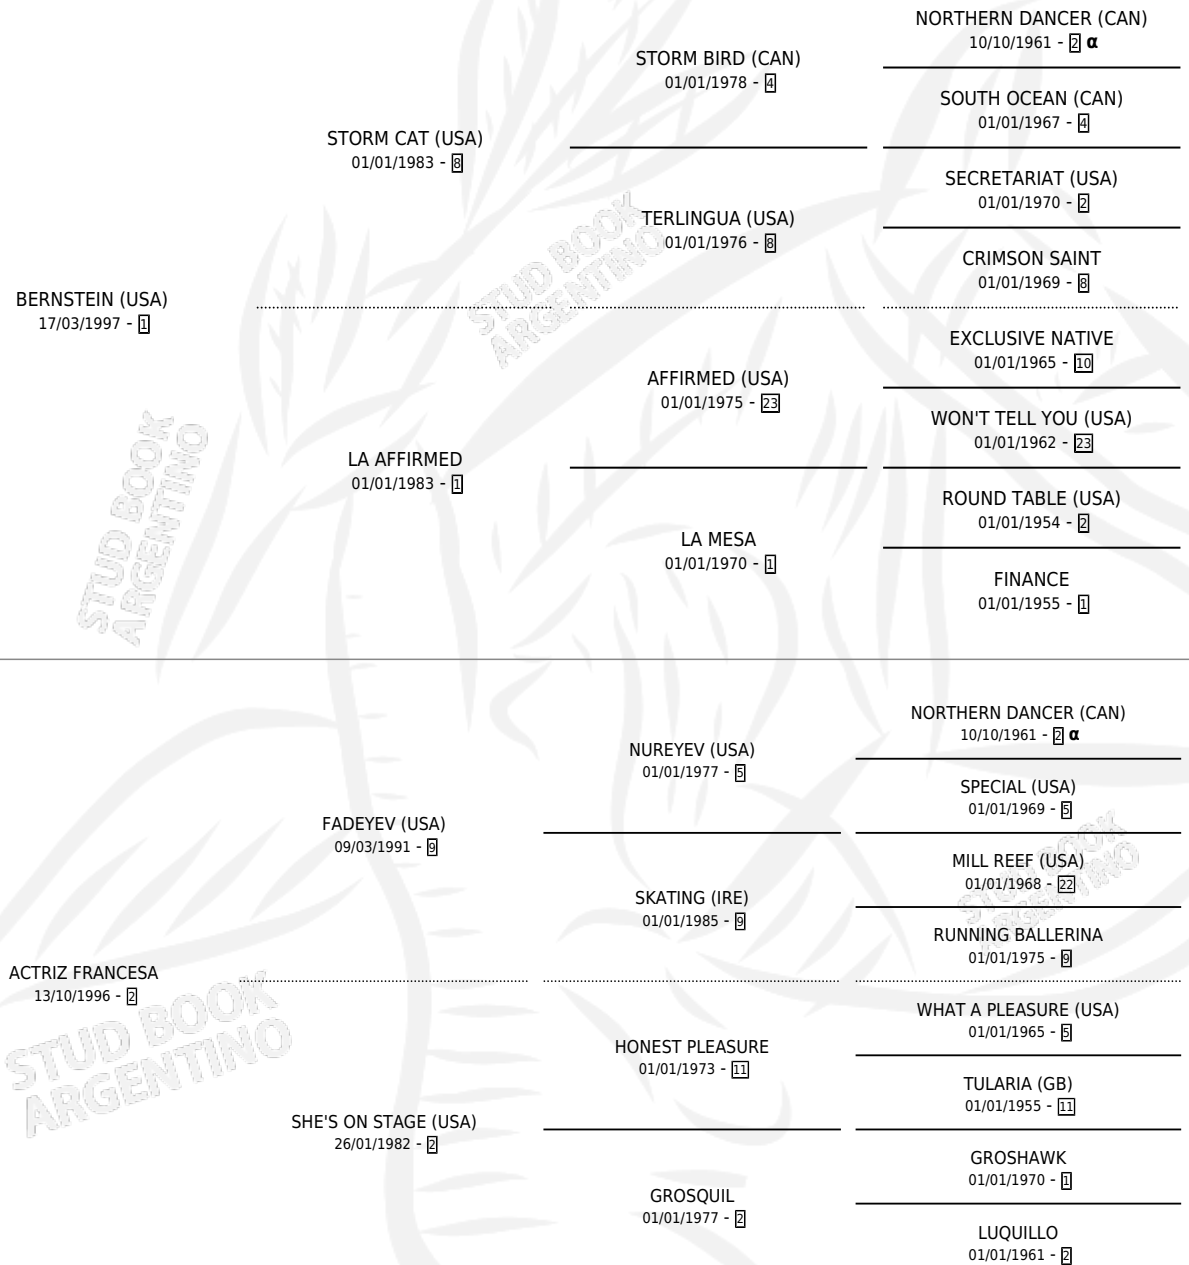 NORTHERN DANCER (CAN)
10/10/1961 - 2 α
STORM BIRD (CAN)
01/01/1978 - 4
SOUTH OCEAN (CAN)
01/01/1967 - 4
STORM CAT (USA)
01/01/1983 - 8
SECRETARIAT (USA)
01/01/1970 - 2
TERLINGUA (USA)
01/01/1976 - 8
CRIMSON SAINT
01/01/1969 - 8
BERNSTEIN (USA)
17/03/1997 - 1
STUD BOOK
ARGENTINO
EXCLUSIVE NATIVE
01/01/1965 - 10
AFFIRMED (USA)
01/01/1975 - 23
WON'T TELL YOU (USA)
01/01/1962 - 23
LA AFFIRMED
01/01/1983 - 1
ROUND TABLE (USA)
01/01/1954 - 2
LA MESA
01/01/1970 - 1
FINANCE
01/01/1955 - 1
STUD BOOK
ARGENTINO
NORTHERN DANCER (CAN)
10/10/1961 - 2 α
NUREYEV (USA)
01/01/1977 - 5
SPECIAL (USA)
01/01/1969 - 5
FADEYEV (USA)
09/03/1991 - 9
MILL REEF (USA)
01/01/1968 - 22
SKATING (IRE)
01/01/1985 - 9
RUNNING BALLERINA
01/01/1975 - 9
STUD BOOK
ARGENTINO
ACTRIZ FRANCESA
13/10/1996 - 2
WHAT A PLEASURE (USA)
01/01/1965 - 5
HONEST PLEASURE
01/01/1973 - 11
TULARIA (GB)
01/01/1955 - 11
SHE'S ON STAGE (USA)
26/01/1982 - 2
GROSHAWK
01/01/1970 - 1
GROSQUIL
01/01/1977 - 2
LUQUILLO
01/01/1961 - 2
STUD BOOK
ARGENTINO